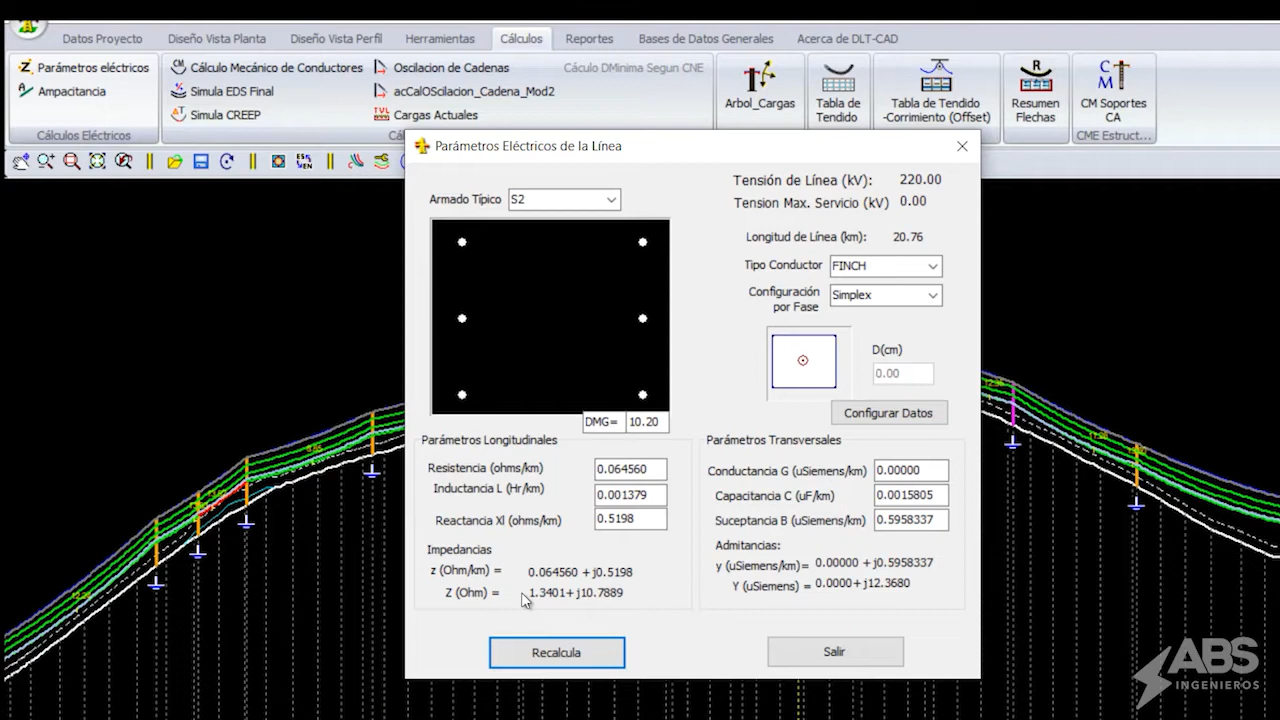 Datos Proyecto Diseño Vista Planta Diseño Vista Perfil Herramientas Cálculos Reportes Bases de Datos Generales Acerca de DLT-CAD
Parámetros eléctricos
Ampacitancia
Cálculos Eléctricos
Cálculo Mecánico de Conductores
Simula EDS Final
Simula CREEP
Oscilacion de Cadenas
accCalOScilacion_Cadena_Mod2
Cargas Actuales
Cáculo DMinima Segun CNE
Arbol_Cargas
Tabla de
Tendido
Tabla de Tendido
-Corrimiento (Offset)
Resumen
Flechas
CM Soportes
CA
CME Estruct...
Parámetros Eléctricos de la Línea
Armado Típico S2
DMG= 10.20
Tensión de Línea (kV): 220.00
Tension Max. Servicio (kV) 0.00
Longitud de Línea (km): 20.76
Tipo Conductor FINCH
Configuración
por Fase
Simplex
D(cm)
0.00
Configurar Datos
Parámetros Longitudinales
Resistencia (ohms/km) 0.064560
Inductancia L (Hr/km) 0.001379
Reactancia Xl (ohms/km) 0.5198
Impedancias
z (Ohm/km) = 0.064560 +j0.5198
Z (Ohm) = 1.3401+j10.7889
Parámetros Transversales
Conductancia G (uSiemens/km) 0.00000
Capacitancia C (uF/km) 0.0015805
Suceptancia B (uSiemens/km) 0.5958337
Admitancias:
y (uSiemens/km)= 0.00000 +j0.5958337
Y (uSiemens) = 0.0000+j12.3680
Recalcula
Salir
ABS
INGENIEROS